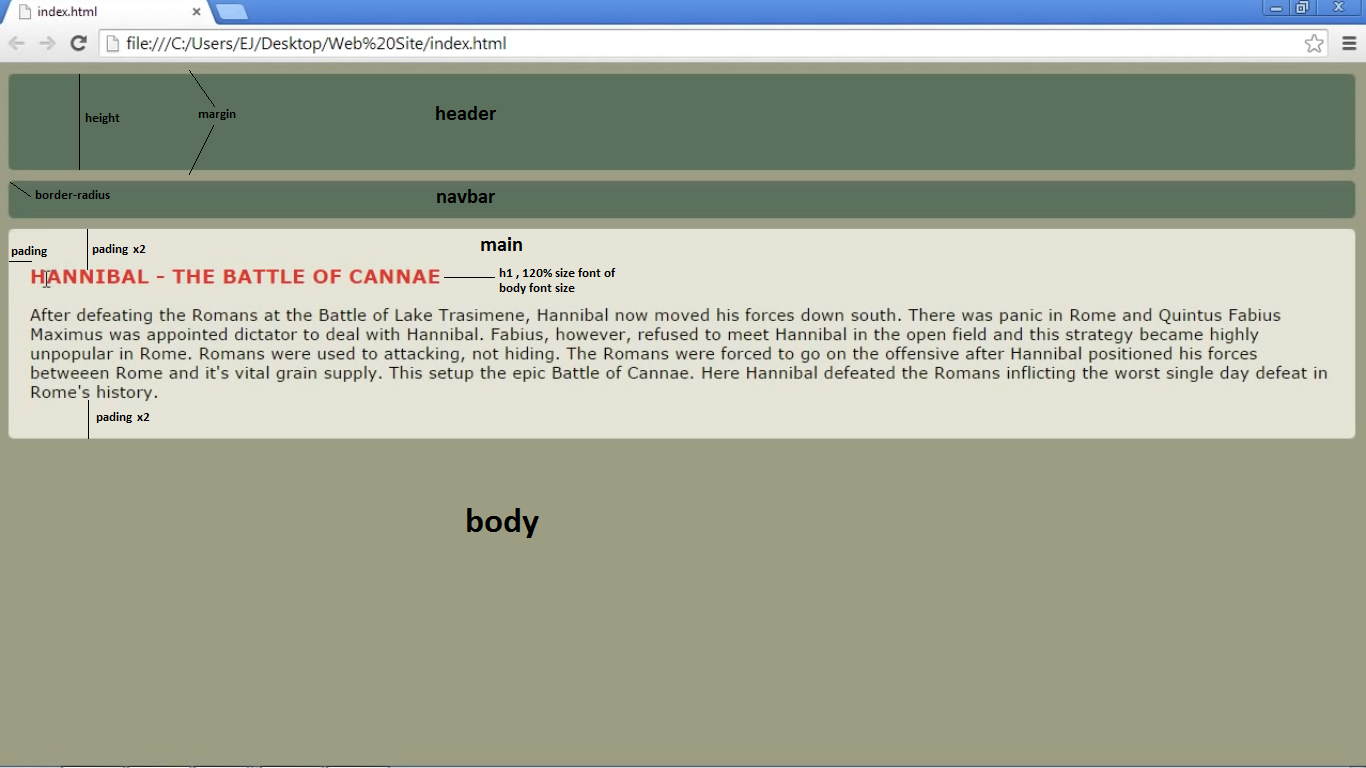 index.html
file:///C:/Users/EJ/Desktop/Web%20Site/index.html
height
margin
header
border-radius
navbar
main
pading
pading x2
HANNIBAL - THE BATTLE OF CANNAE
h1 , 120% size font of
body font size
After defeating the Romans at the Battle of Lake Trasimene, Hannibal now moved his forces down south. There was panic in Rome and Quintus Fabius
Maximus was appointed dictator to deal with Hannibal. Fabius, however, refused to meet Hannibal in the open field and this strategy became highly
unpopular in Rome. Romans were used to attacking, not hiding. The Romans were forced to go on the offensive after Hannibal positioned his forces
betweeen Rome and it's vital grain supply. This setup the epic Battle of Cannae. Here Hannibal defeated the Romans inflicting the worst single day defeat in
Rome's history.
pading x2
body